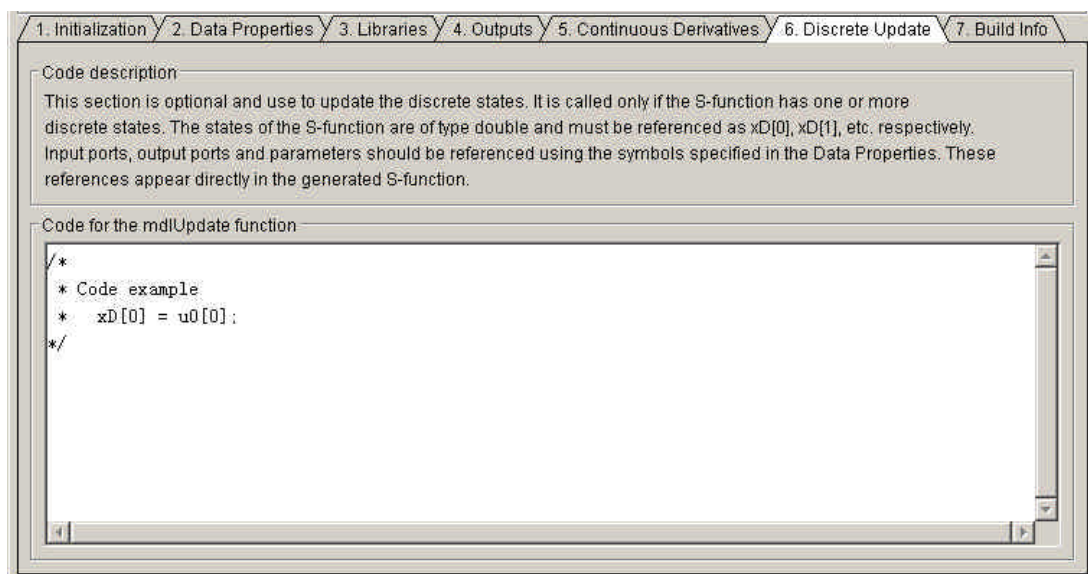 1. Initialization 2. Data Properties 3. Libraries 4. Outputs 5. Continuous Derivatives 6. Discrete Update 7. Build Info
Code description
This section is optional and use to update the discrete states. It is called only if the S-function has one or more
discrete states. The states of the S-function are of type double and must be referenced as xD[0], xD[1], etc. respectively.
Input ports, output ports and parameters should be referenced using the symbols specified in the Data Properties. These
references appear directly in the generated S-function.
Code for the mdlUpdate function
/*
* Code example
*   xD[0] = u0[0];
*/